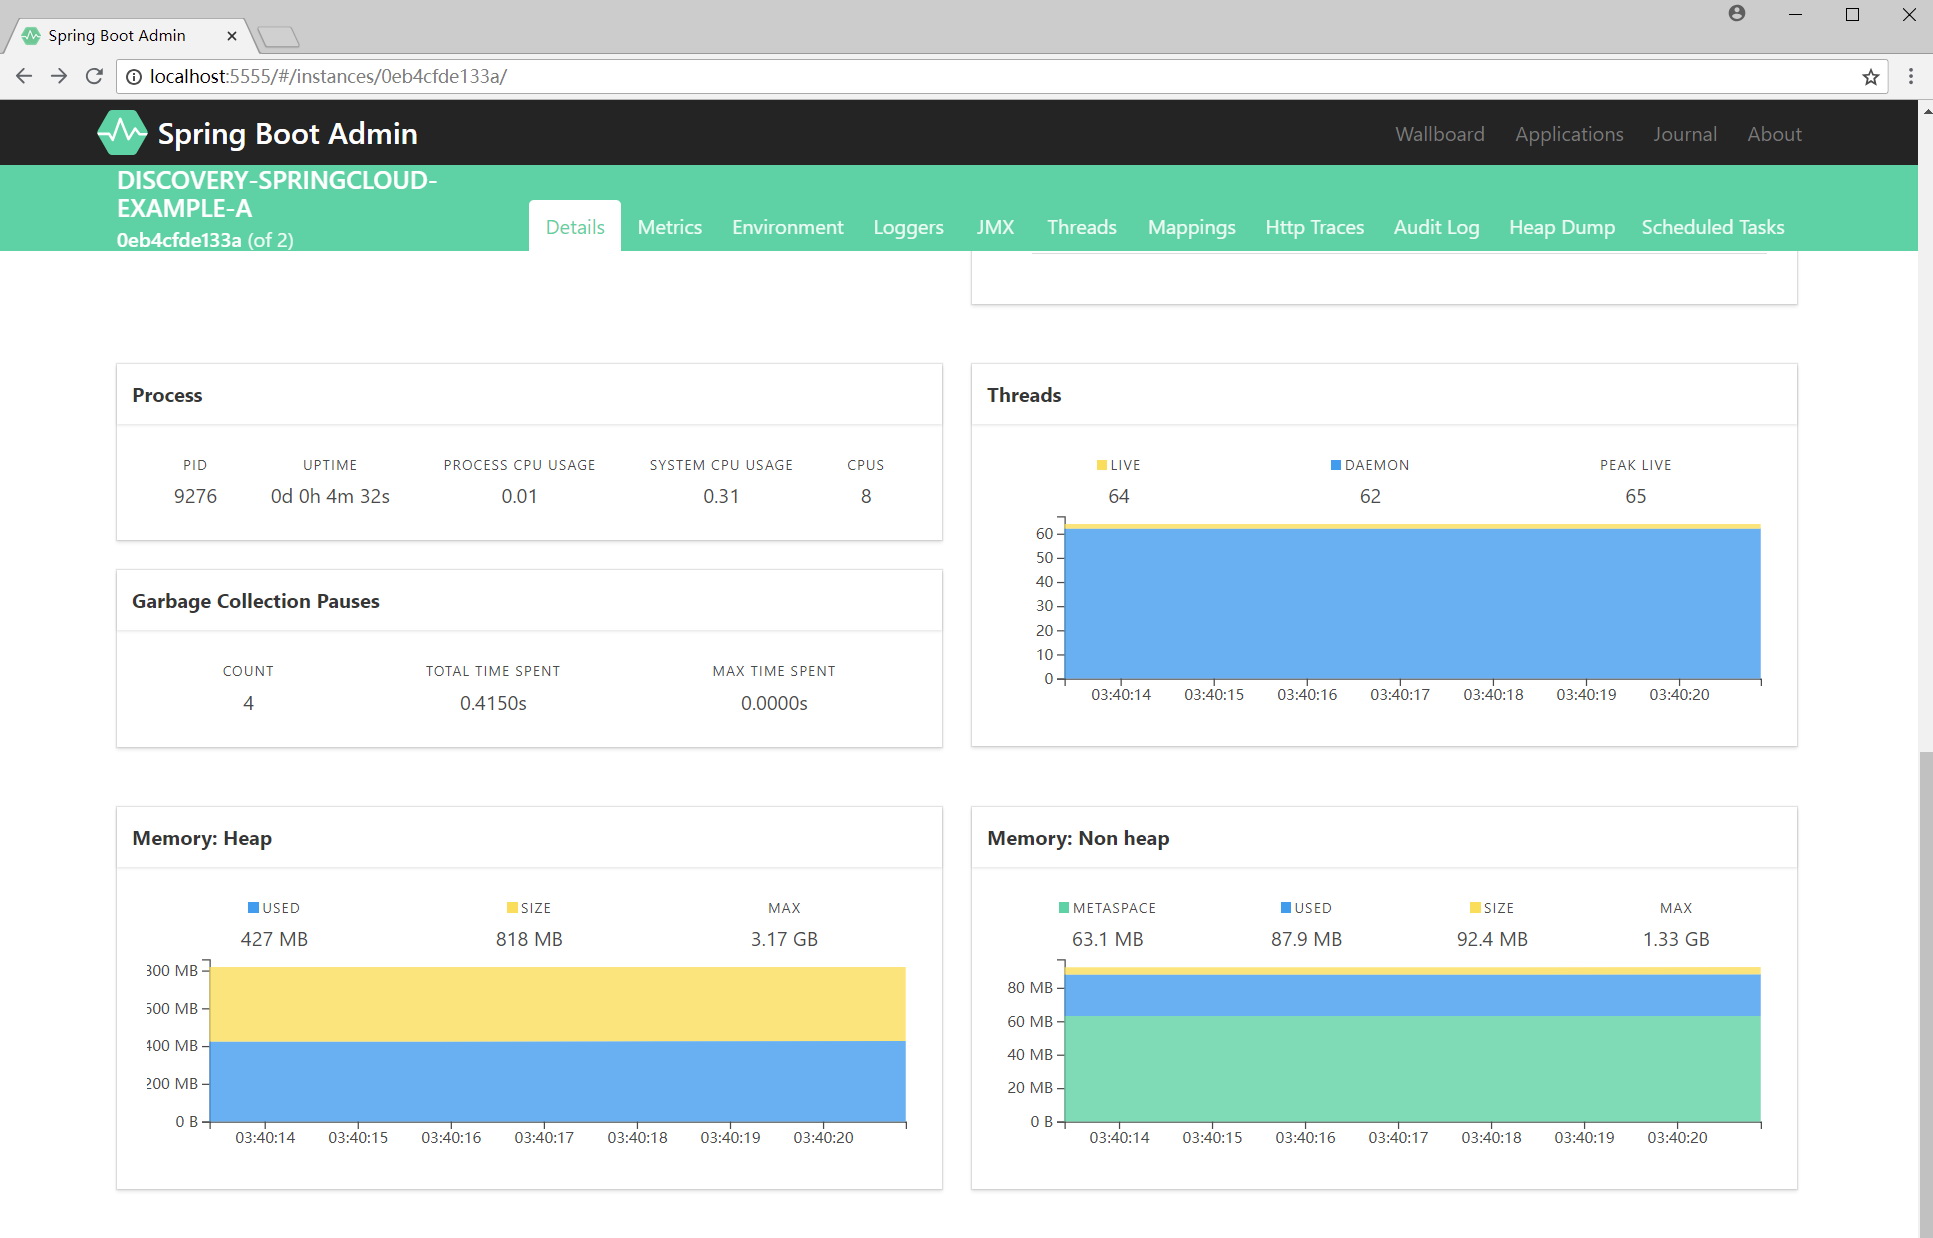 Spring Boot Admin
localhost:5555/#/instances/0eb4cfde133a/
Spring Boot Admin
Wallboard Applications Journal About
DISCOVERY-SPRINGCLOUD-
EXAMPLE-A
0eb4cfde133a (of 2)
Details Metrics Environment Loggers JMX Threads Mappings Http Traces Audit Log Heap Dump Scheduled Tasks
Process
PID UPTIME PROCESS CPU USAGE SYSTEM CPU USAGE CPUS
9276 0d 0h 4m 32s 0.01 0.31 8
Threads
LIVE DAEMON PEAK LIVE
64 62 65
60
50
40
30
20
10
0
03:40:14 03:40:15 03:40:16 03:40:17 03:40:18 03:40:19 03:40:20
Garbage Collection Pauses
COUNT TOTAL TIME SPENT MAX TIME SPENT
4 0.4150s 0.0000s
Memory: Heap
USED SIZE MAX
427 MB 818 MB 3.17 GB
800 MB
600 MB
400 MB
200 MB
0 B
03:40:14 03:40:15 03:40:16 03:40:17 03:40:18 03:40:19 03:40:20
Memory: Non heap
METASPACE USED SIZE MAX
63.1 MB 87.9 MB 92.4 MB 1.33 GB
80 MB
60 MB
40 MB
20 MB
0 B
03:40:14 03:40:15 03:40:16 03:40:17 03:40:18 03:40:19 03:40:20